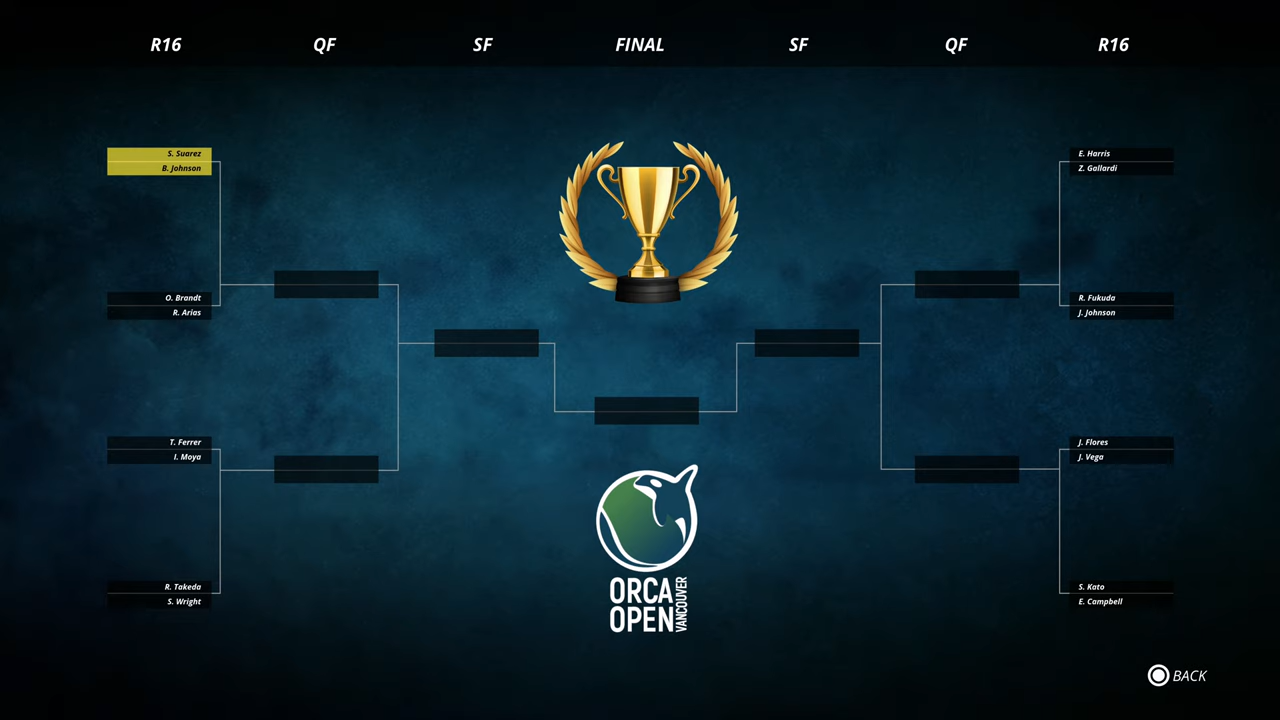 R16 QF SF FINAL SF QF R16
S. Suarez
B. Johnson
O. Brandt
R. Arias
T. Ferrer
I. Moya
R. Takeda
S. Wright
E. Harris
Z. Gallardi
R. Fukuda
J. Johnson
J. Flores
J. Vega
S. Kato
E. Campbell
ORCA
OPEN
VANCOUVER
BACK